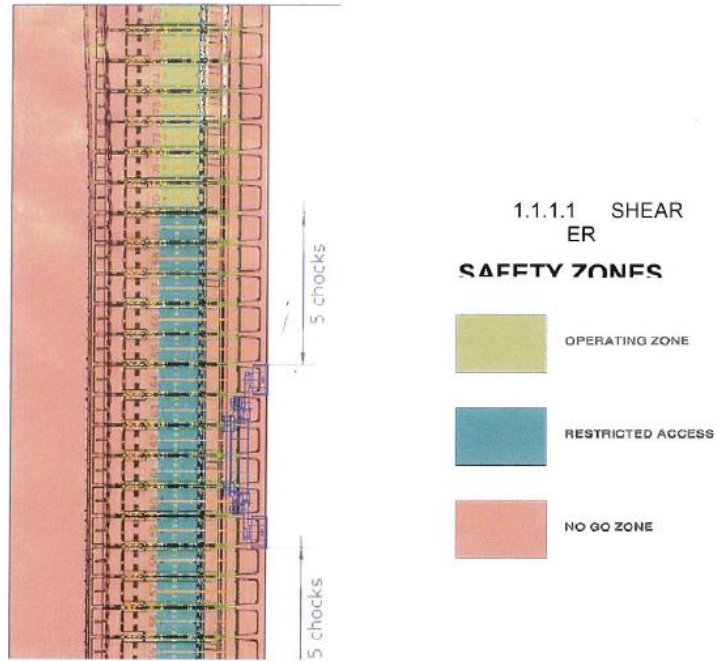 5 chocks
5 chocks
1.1.1.1 SHEAR
ER
SAFETY ZONES
OPERATING ZONE
RESTRICTED ACCESS
NO GO ZONE